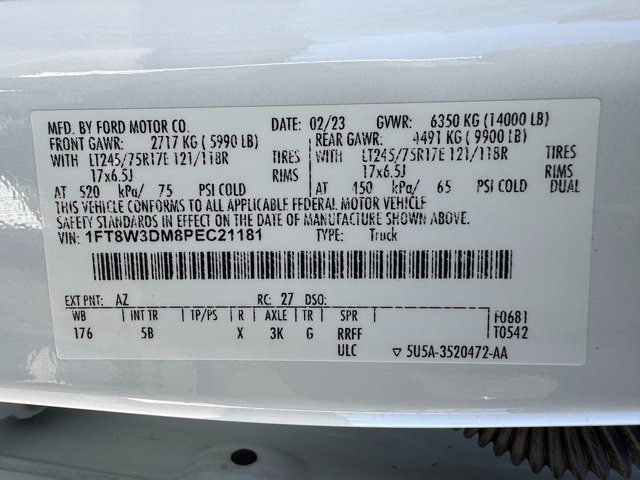 MFD. BY FORD MOTOR CO. DATE: 02/23 GVWR: 6350 KG (14000 LB)
FRONT GAWR: 2717 KG ( 5990 LB) REAR GAWR: 4491 KG ( 9900 LB)
WITH LT245/75R17E 121/118R TIRES WITH LT245/75R17E 121/118R TIRES
17x6.5J RIMS 17x6.5J RIMS
AT 520 kPa/ 75 PSI COLD AT 450 kPa/ 65 PSI COLD DUAL
THIS VEHICLE CONFORMS TO ALL APPLICABLE FEDERAL MOTOR VEHICLE
SAFETY STANDARDS IN EFFECT ON THE DATE OF MANUFACTURE SHOWN ABOVE.
VIN: 1FT8W3DM8PEC21181 TYPE: Truck
EXT PNT: AZ RC: 27 DSO:
WB INT TR TP/PS R AXLE TR SPR F0681
176 5B X 3K G RRFF T0542
ULC ▽ 5U5A-3520472-AA